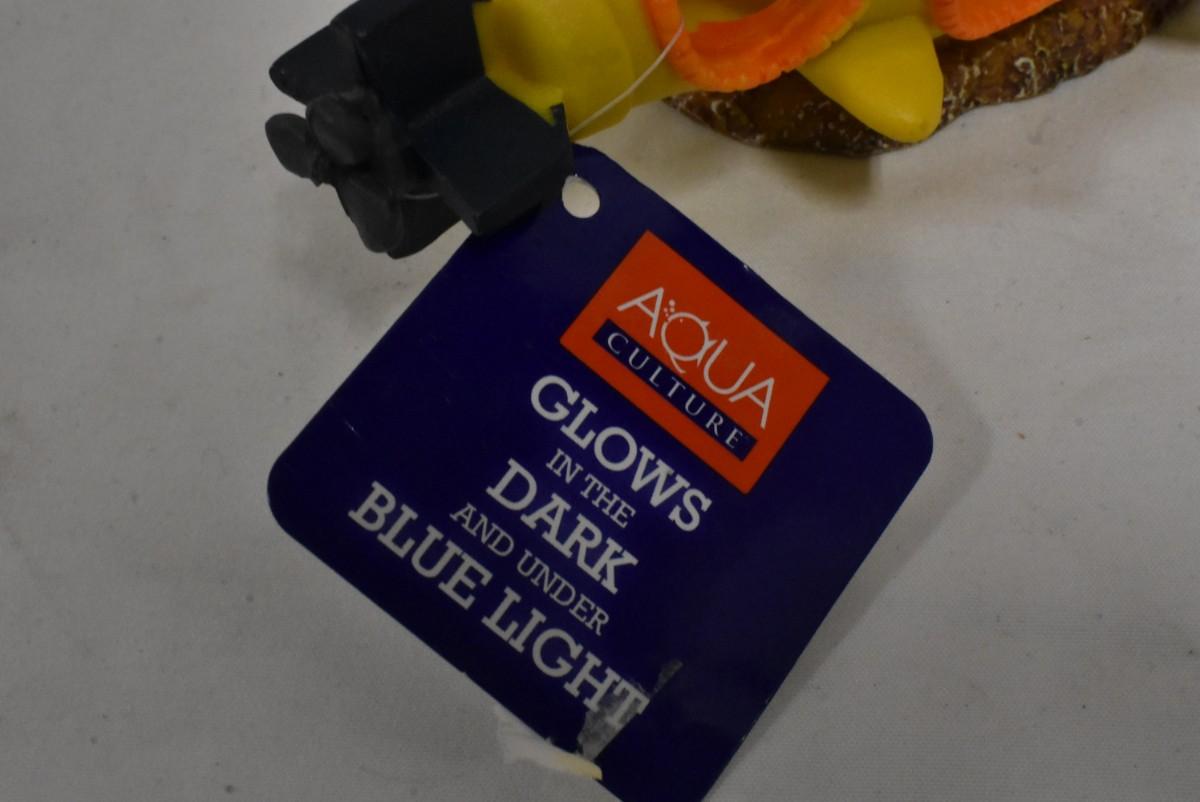 AQUA
CULTURE
GLOWS
IN THE
DARK
AND UNDER
BLUE LIGHT